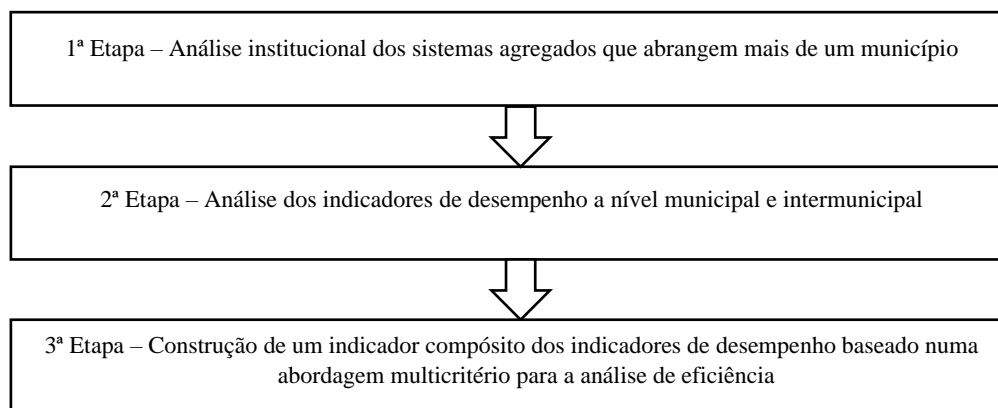 1ª Etapa – Análise institucional dos sistemas agregados que abrangem mais de um município
2ª Etapa – Análise dos indicadores de desempenho a nível municipal e intermunicipal
3ª Etapa – Construção de um indicador compósito dos indicadores de desempenho baseado numa
abordagem multicritério para a análise de eficiência